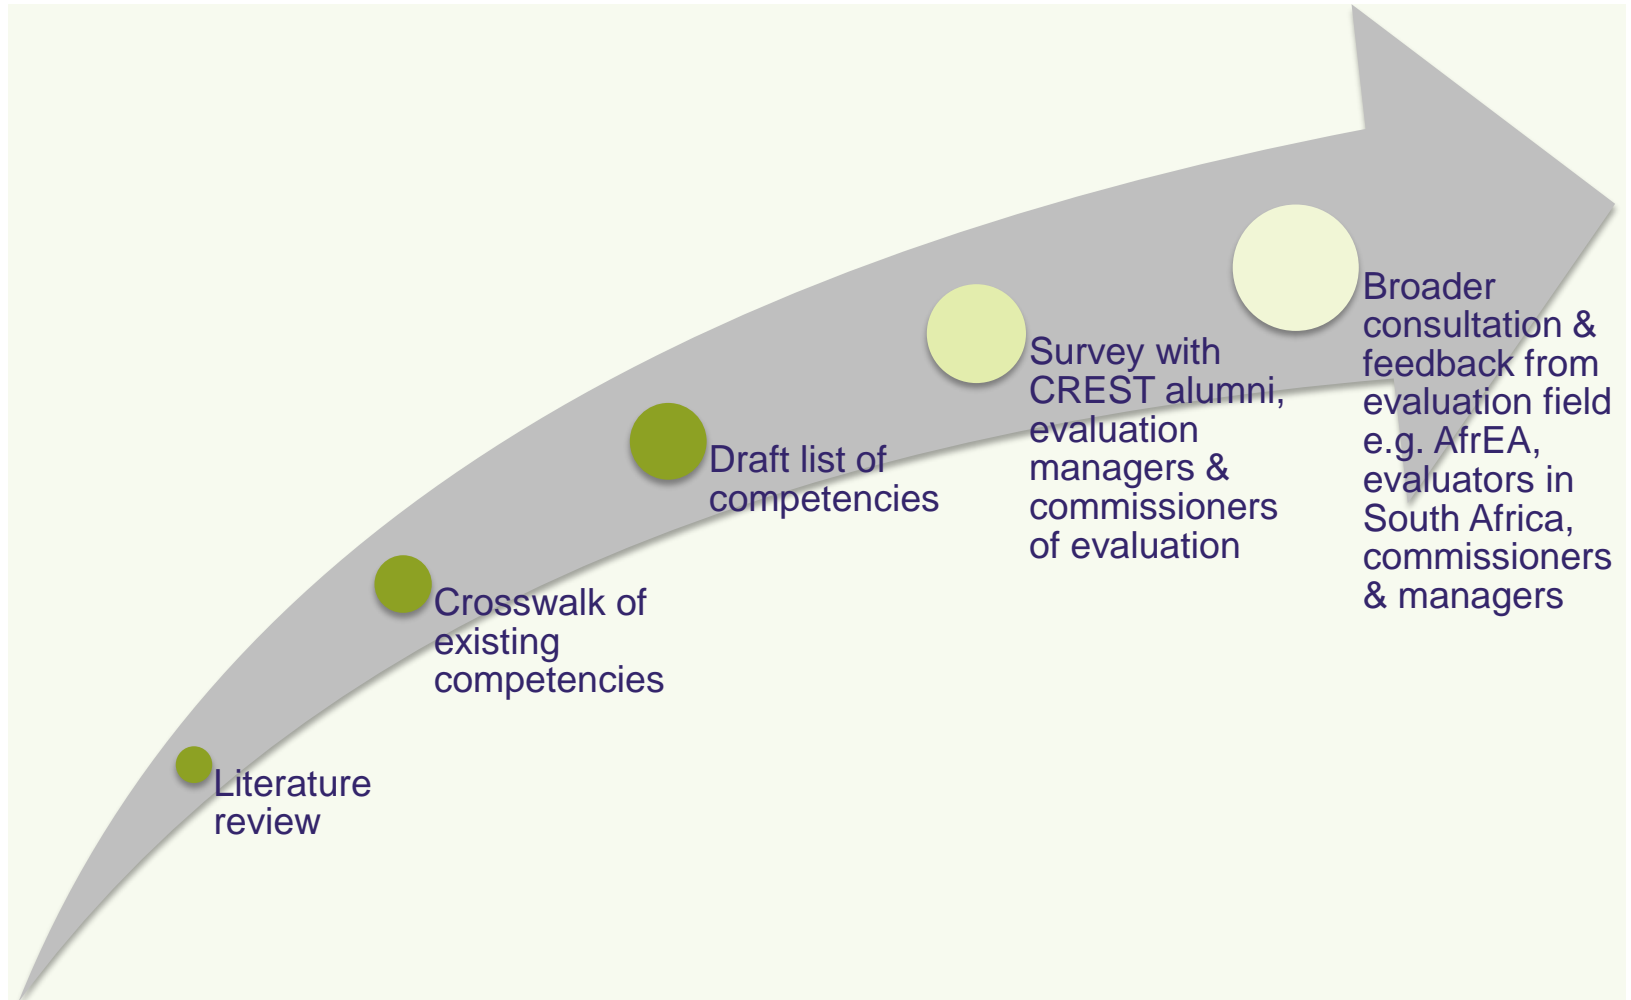 Literature
review
Crosswalk of
existing
competencies
Draft list of
competencies
Survey with
CREST alumni,
evaluation
managers &
commissioners
of evaluation
Broader
consultation &
feedback from
evaluation field
e.g. AfrEA,
evaluators in
South Africa,
commissioners
& managers